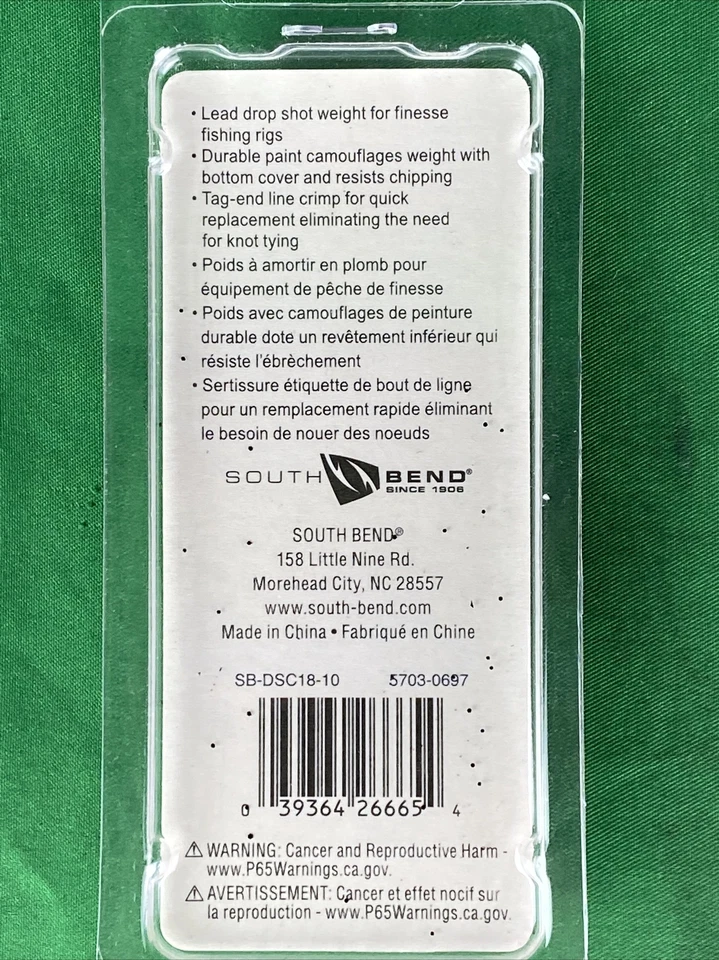 • Lead drop shot weight for finesse
fishing rigs
• Durable paint camouflages weight with
bottom cover and resists chipping
• Tag-end line crimp for quick
replacement eliminating the need
for knot tying
• Poids à amortir en plomb pour
équipement de pêche de finesse
• Poids avec camouflages de peinture
durable dote un revêtement inférieur qui
résiste l'ébrèchement
• Sertissure étiquette de bout de ligne
pour un remplacement rapide éliminant
le besoin de nouer des noeuds
SOUTH BEND®
SINCE 1906
SOUTH BEND®
158 Little Nine Rd.
Morehead City, NC 28557
www.south-bend.com
Made in China • Fabriqué en Chine
SB-DSC18-10 5703-0697
0 39364 26665 4
⚠ WARNING: Cancer and Reproductive Harm -
www.P65Warnings.ca.gov.
⚠ AVERTISSEMENT: Cancer et effet nocif sur
la reproduction - www.P65Warnings.ca.gov.